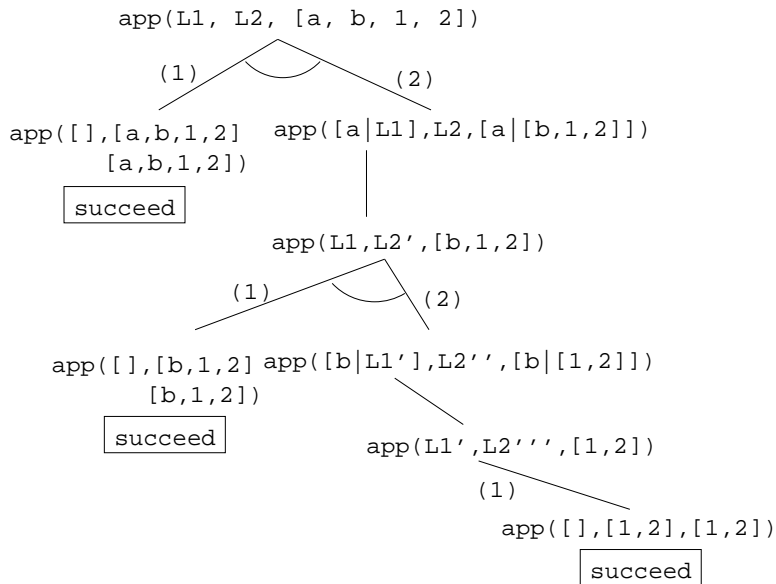 app(L1, L2, [a, b, 1, 2])
(1)
(2)
app([],[a,b,1,2]
[a,b,1,2])
succeed
app([a|L1],L2,[a|[b,1,2]])
app(L1,L2′,[b,1,2])
(1)
(2)
app([],[b,1,2]
[b,1,2])
succeed
app([b|L1′],L2′′,[b|[1,2]])
app(L1′,L2′′′,[1,2])
(1)
app([],[1,2],[1,2])
succeed